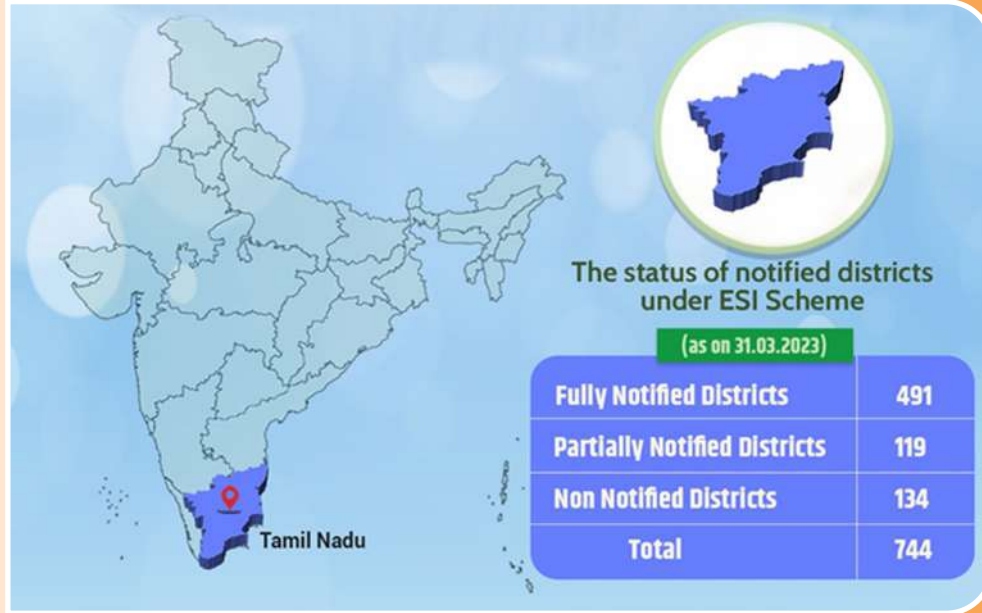 The status of notified districts
under ESI Scheme
(as on 31.03.2023)
Fully Notified Districts 491
Partially Notified Districts 119
Non Notified Districts 134
Total 744
Tamil Nadu